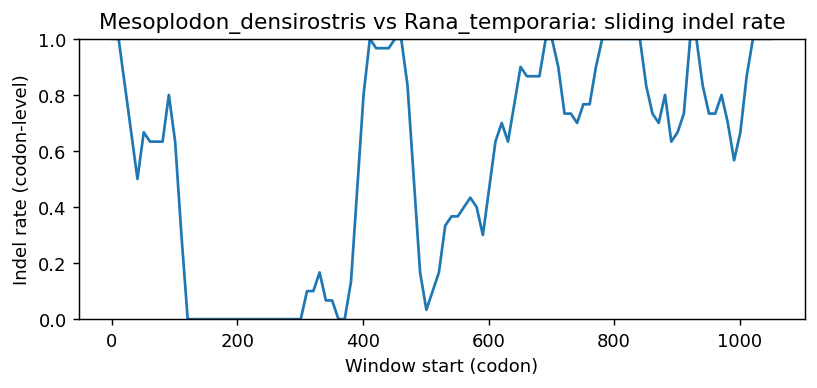 Mesoplodon_densirostris vs Rana_temporaria: sliding indel rate
Indel rate (codon-level)
1.0
0.8
0.6
0.4
0.2
0.0
0 200 400 600 800 1000
Window start (codon)